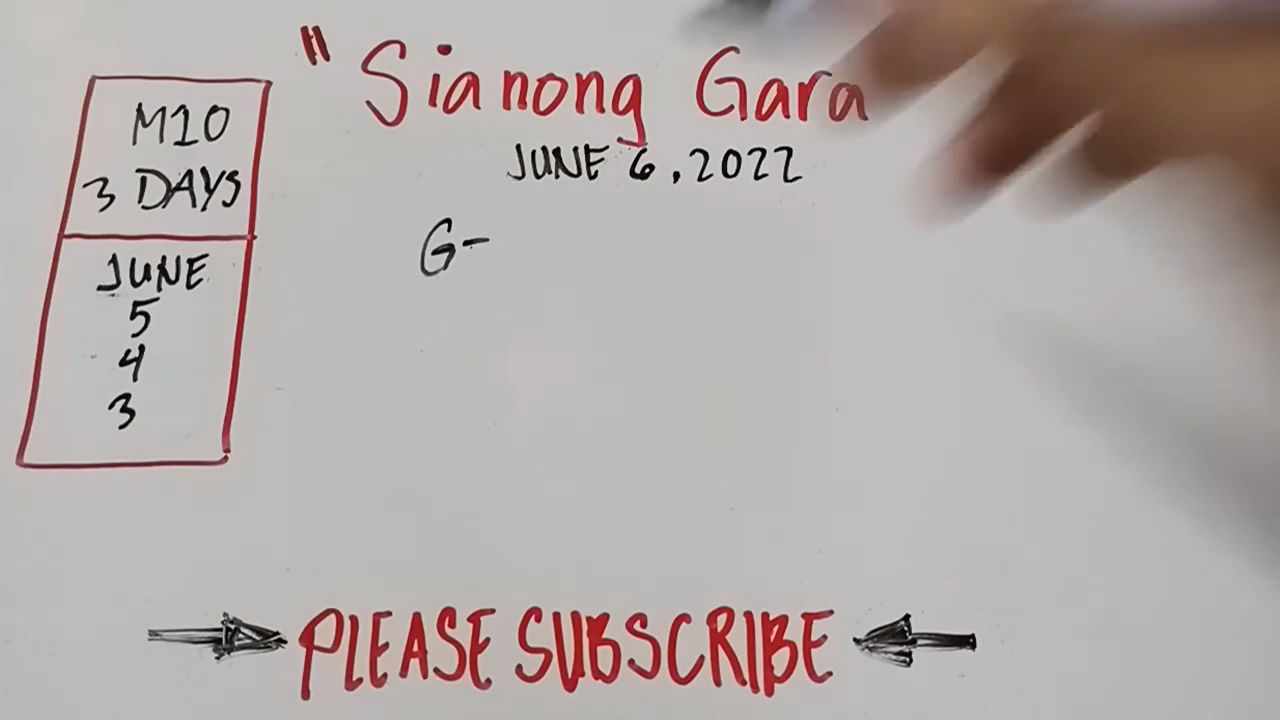 " Sianong Gara
JUNE 6, 2022
G-
M10
3 DAYS
JUNE
5
4
3
PLEASE SUBSCRIBE